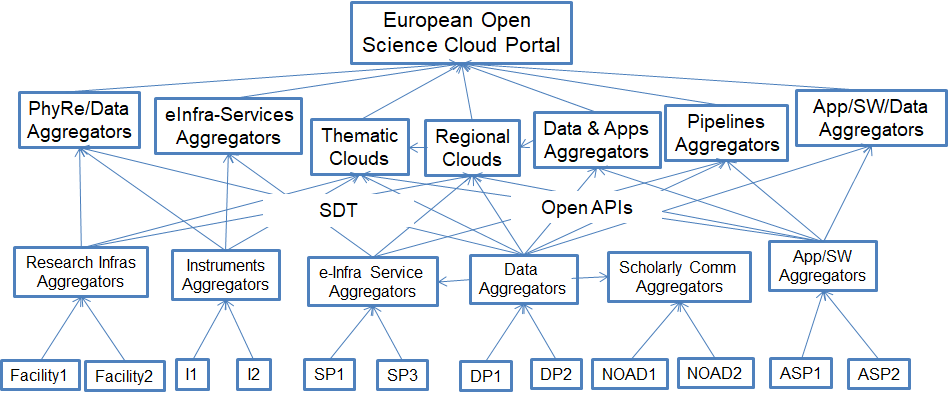 European Open
Science Cloud Portal
PhyRe/Data
Aggregators
eInfra-Services
Aggregators
Thematic
Clouds
Regional
Clouds
Data & Apps
Aggregators
Pipelines
Aggregators
App/SW/Data
Aggregators
SDT
Open APIs
Research Infras
Aggregators
Instruments
Aggregators
e-Infra Service
Aggregators
Data
Aggregators
Scholarly Comm
Aggregators
App/SW
Aggregators
Facility1
Facility2
I1
I2
SP1
SP3
DP1
DP2
NOAD1
NOAD2
ASP1
ASP2